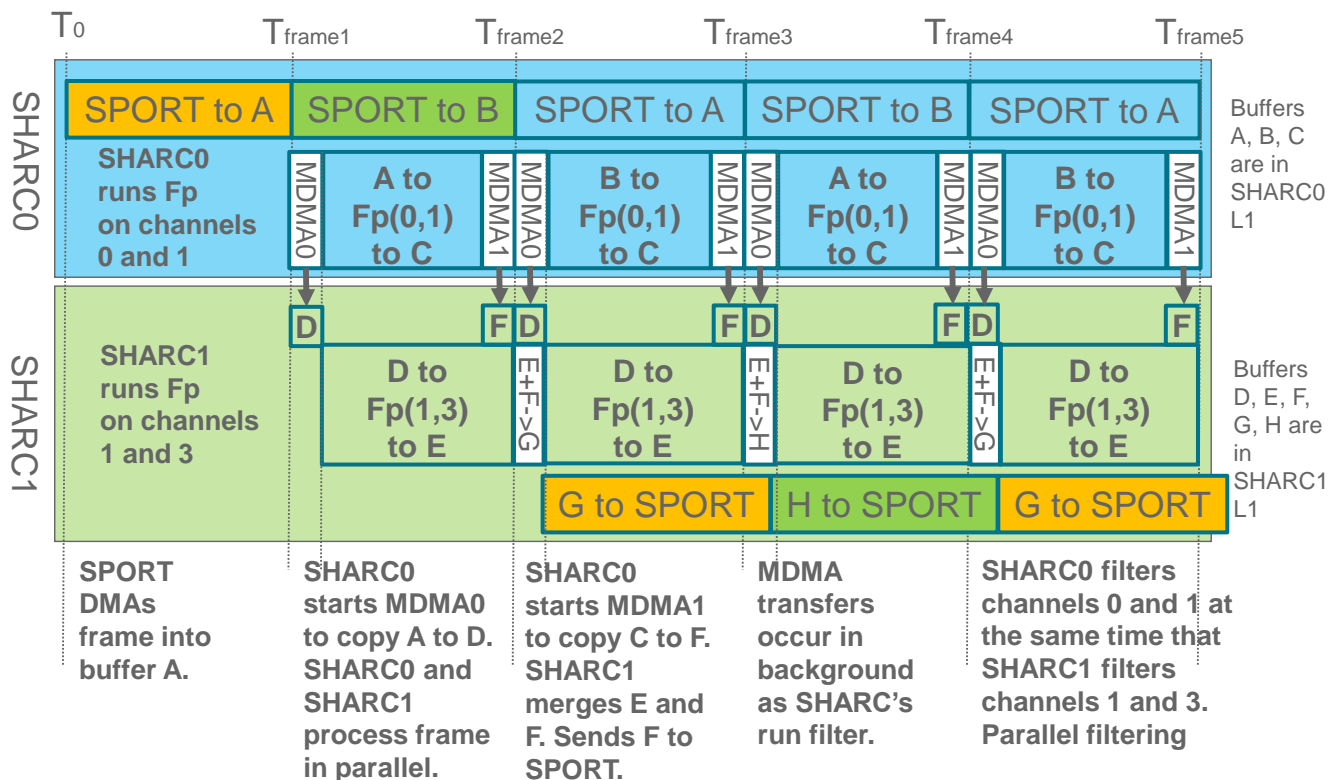 T0 Tframe1 Tframe2 Tframe3 Tframe4 Tframe5
SHARC0
SPORT to A
SPORT to B
SPORT to A
SPORT to B
SPORT to A
Buffers
A, B, C
are in
SHARC0
L1
SHARC0
runs Fp
on channels
0 and 1
MDMA0
A to
Fp(0,1)
to C
MDMA1
MDMA0
B to
Fp(0,1)
to C
MDMA1
MDMA0
A to
Fp(0,1)
to C
MDMA1
MDMA0
B to
Fp(0,1)
to C
MDMA1
SHARC1
D
F
D
F
D
F
D
F
SHARC1
runs Fp
on channels
1 and 3
D to
Fp(1,3)
to E
E+F->G
D to
Fp(1,3)
to E
E+F->H
D to
Fp(1,3)
to E
E+F->G
D to
Fp(1,3)
to E
Buffers
D, E, F,
G, H are
in
SHARC1
L1
G to SPORT
H to SPORT
G to SPORT
SPORT
DMAs
frame into
buffer A.
SHARC0
starts MDMA0
to copy A to D.
SHARC0 and
SHARC1
process frame
in parallel.
SHARC0
starts MDMA1
to copy C to F.
SHARC1
merges E and
F. Sends F to
SPORT.
MDMA
transfers
occur in
background
as SHARC's
run filter.
SHARC0 filters
channels 0 and 1 at
the same time that
SHARC1 filters
channels 1 and 3.
Parallel filtering